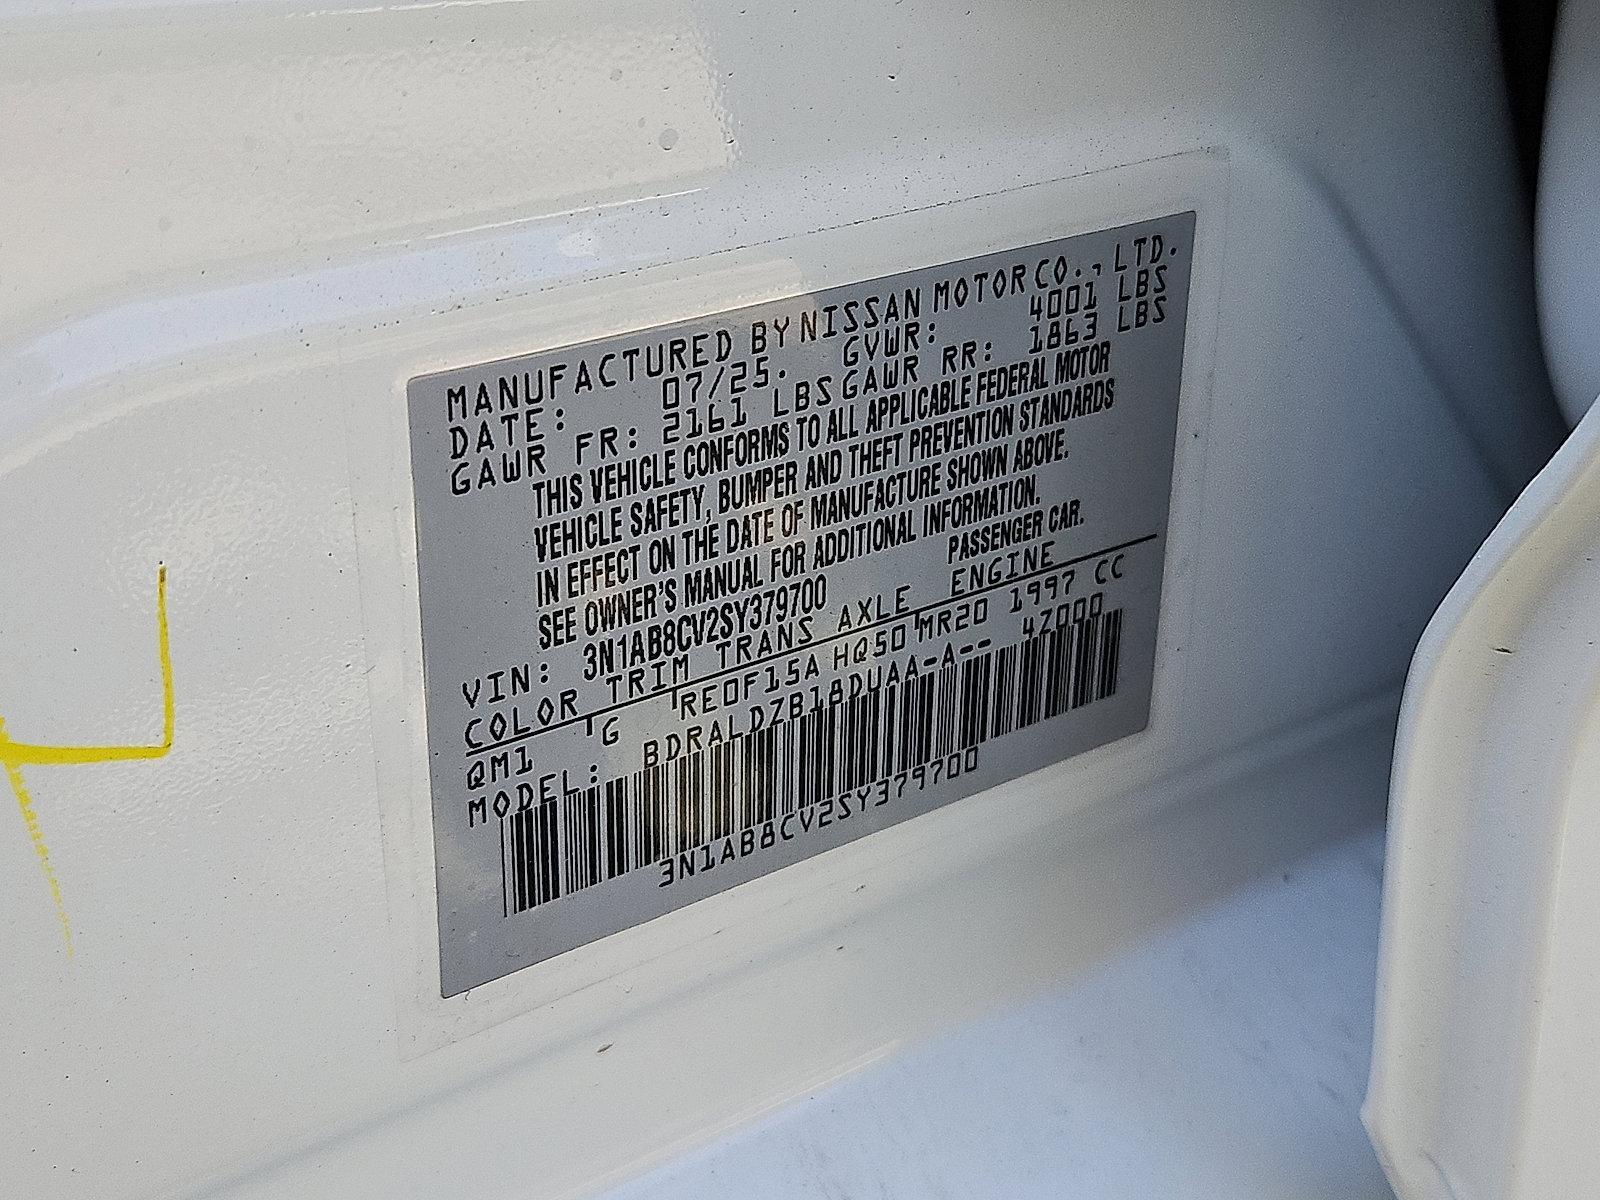 MANUFACTURED BY NISSAN MOTOR CO., LTD.
DATE: 07/25. GVWR: 4001 LBS
GAWR FR: 2161 LBS GAWR RR: 1863 LBS
THIS VEHICLE CONFORMS TO ALL APPLICABLE FEDERAL MOTOR
VEHICLE SAFETY, BUMPER AND THEFT PREVENTION STANDARDS
IN EFFECT ON THE DATE OF MANUFACTURE SHOWN ABOVE.
SEE OWNER'S MANUAL FOR ADDITIONAL INFORMATION.
VIN: 3N1AB8CV2SY379700 PASSENGER CAR.
COLOR TRIM TRANS AXLE ENGINE
QM1 G RE0F15A HQ50 MR20 1997 CC
MODEL: BDRALDZB18DUAA-A-- 4Z000
3N1AB8CV2SY379700